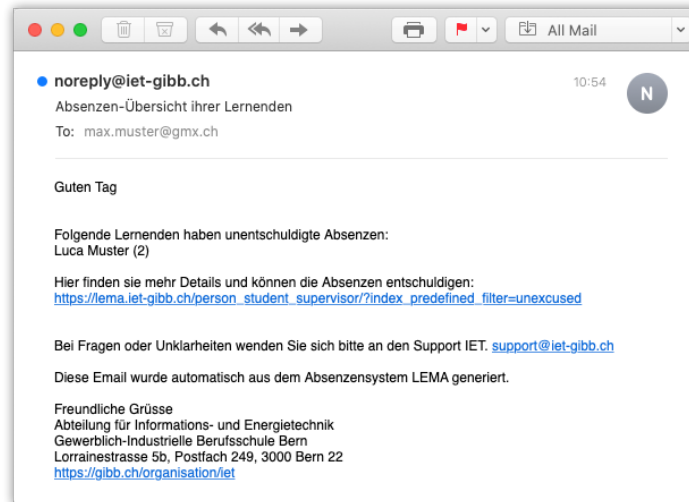 All Mail
noreply@iet-gibb.ch
10:54
N
Absenzen-Übersicht ihrer Lernenden
To: max.muster@gmx.ch
Guten Tag
Folgende Lernenden haben unentschuldigte Absenzen:
Luca Muster (2)
Hier finden sie mehr Details und können die Absenzen entschuldigen:
https://lema.iet-gibb.ch/person_student_supervisor/?index_predefined_filter=unexcused
Bei Fragen oder Unklarheiten wenden Sie sich bitte an den Support IET. support@iet-gibb.ch
Diese Email wurde automatisch aus dem Absenzensystem LEMA generiert.
Freundliche Grüsse
Abteilung für Informations- und Energietechnik
Gewerblich-Industrielle Berufsschule Bern
Lorrainestrasse 5b, Postfach 249, 3000 Bern 22
https://gibb.ch/organisation/iet